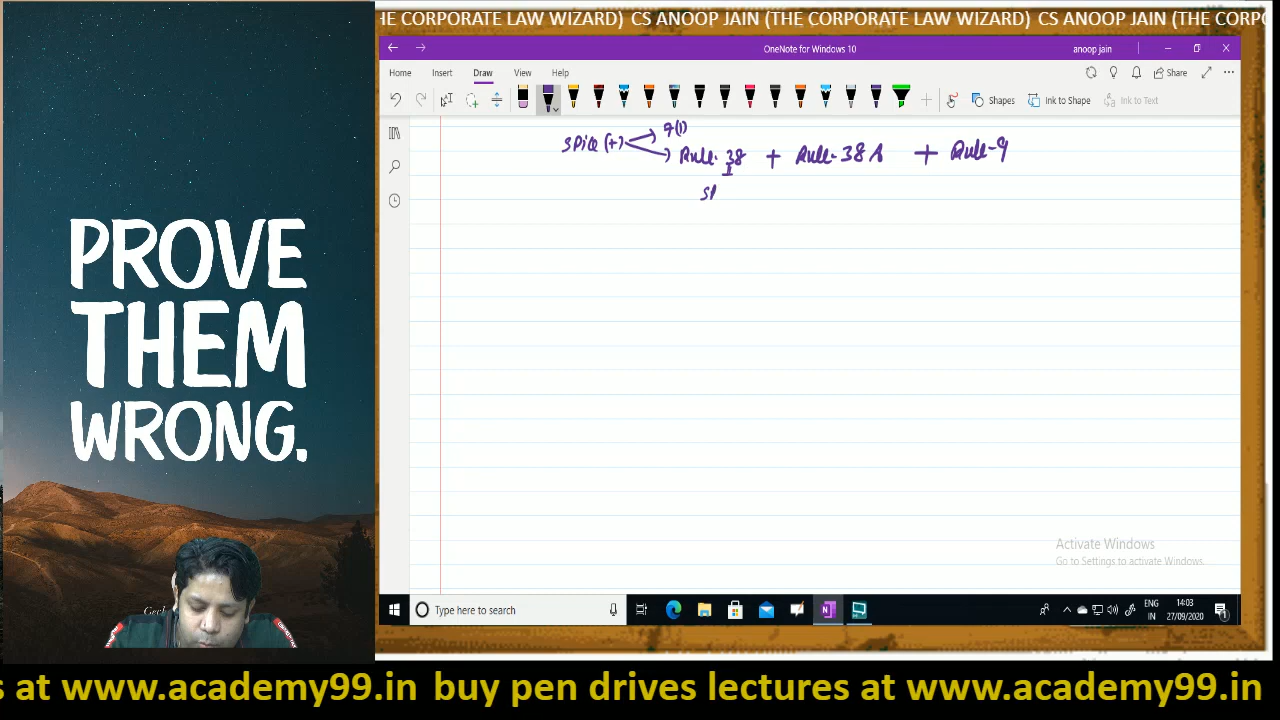 HE CORPORATE LAW WIZARD) CS ANOOP JAIN (THE CORPORATE LAW WIZARD) CS ANOOP JAIN (THE CORPO
OneNote for Windows 10
anoop jain
Home Insert Draw View Help
Share
Shapes
Ink to Shape
Ink to Text
7(1)
SPICe (+) Rule-38 + Rule-38A + Rule-9
SP
PROVE
THEM
WRONG.
Activate Windows
Go to Settings to activate Windows.
Type here to search
ENG
IN
14:03
27/09/2020
1
s at www.academy99.in buy pen drives lectures at www.academy99.in